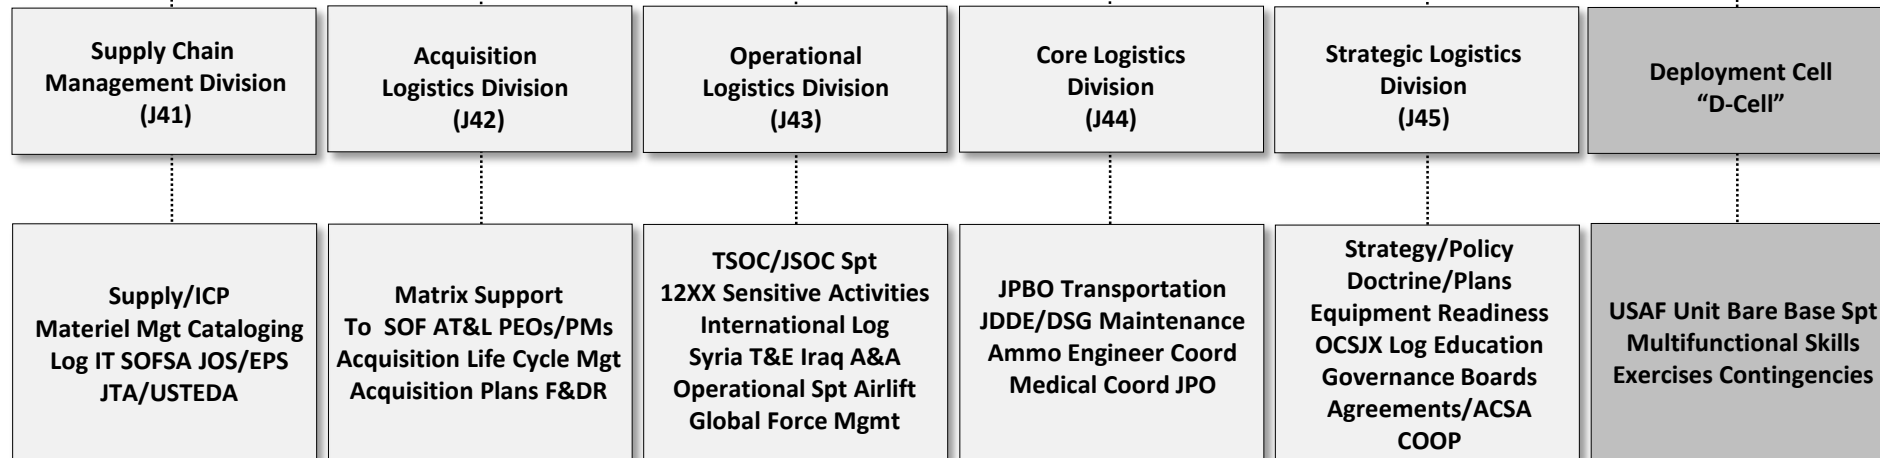 Supply Chain
Management Division
(J41)
Acquisition
Logistics Division
(J42)
Operational
Logistics Division
(J43)
Core Logistics
Division
(J44)
Strategic Logistics
Division
(J45)
Deployment Cell
“D-Cell”
Supply/ICP
Materiel Mgt Cataloging
Log IT SOFSA JOS/EPS
JTA/USTEDA
Matrix Support
To SOF AT&L PEOs/PMs
Acquisition Life Cycle Mgt
Acquisition Plans F&DR
TSOC/JSOC Spt
12XX Sensitive Activities
International Log
Syria T&E Iraq A&A
Operational Spt Airlift
Global Force Mgmt
JPBO Transportation
JDDE/DSG Maintenance
Ammo Engineer Coord
Medical Coord JPO
Strategy/Policy
Doctrine/Plans
Equipment Readiness
OCSJX Log Education
Governance Boards
Agreements/ACSA
COOP
USAF Unit Bare Base Spt
Multifunctional Skills
Exercises Contingencies